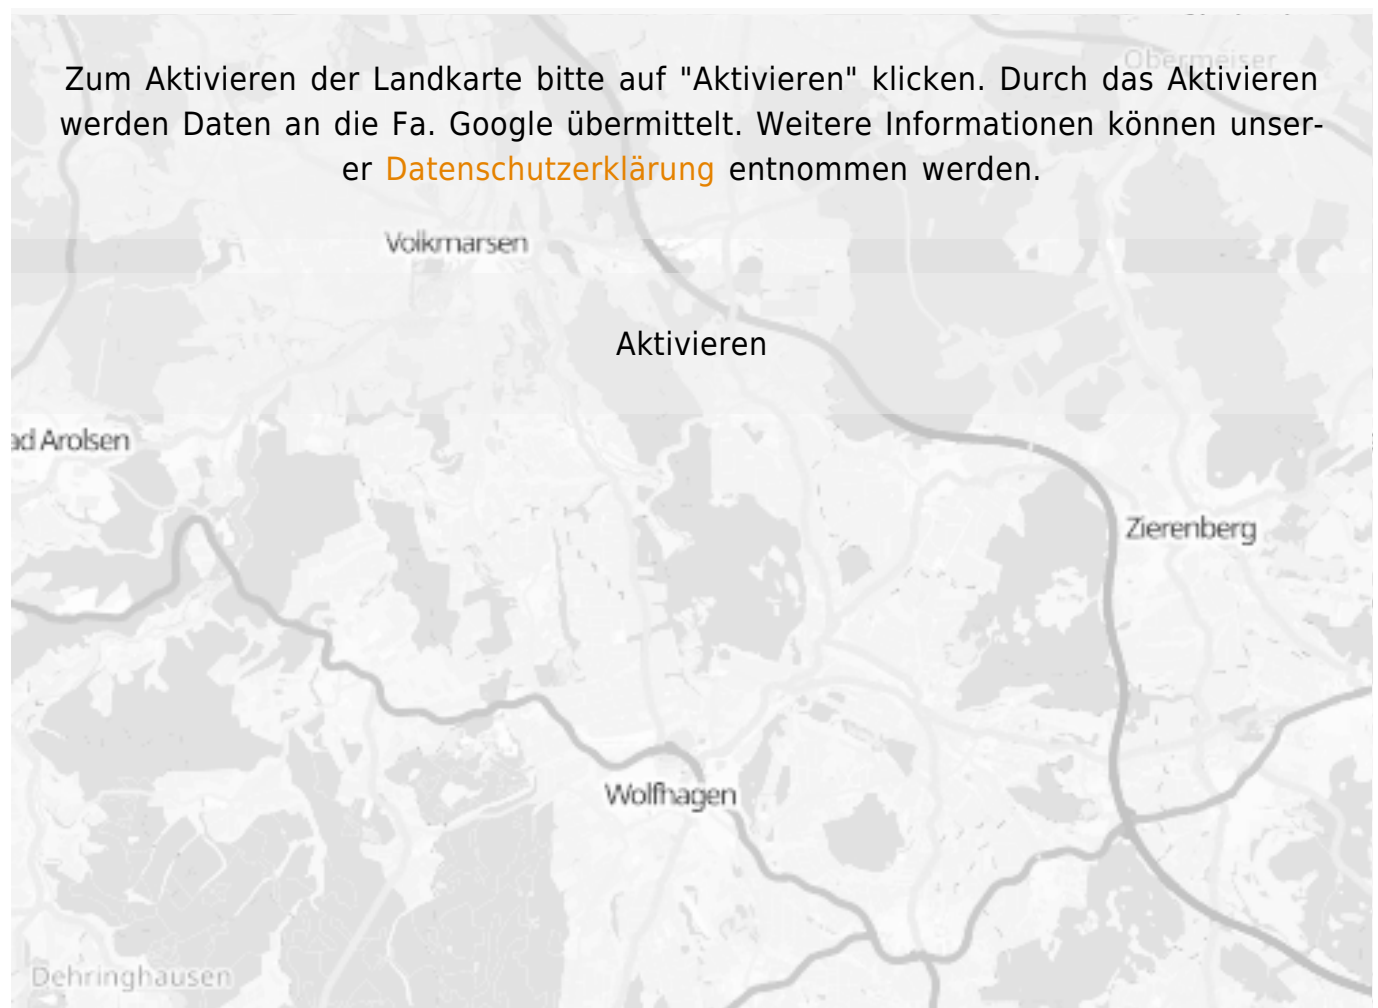 Obermeiser
Zum Aktivieren der Landkarte bitte auf "Aktivieren" klicken. Durch das Aktivieren
werden Daten an die Fa. Google übermittelt. Weitere Informationen können unser-
er Datenschutzerklärung entnommen werden.
Volkmarsen
Aktivieren
ad Arolsen
Zierenberg
Wolfhagen
Dehringhausen